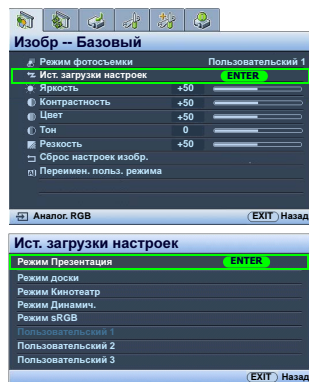 Изобр -- Базовый
Режим фотосъемки Пользовательский 1
Ист. загрузки настроек ENTER
Яркость +50
Контрастность +50
Цвет +50
Тон 0
Резкость +50
Сброс настроек изобр.
Переимен. польз. режима
Аналог. RGB EXIT Назад
Ист. загрузки настроек
Режим Презентация ENTER
Режим доски
Режим Кинотеатр
Режим Динамич.
Режим sRGB
Пользовательский 1
Пользовательский 2
Пользовательский 3
EXIT Назад